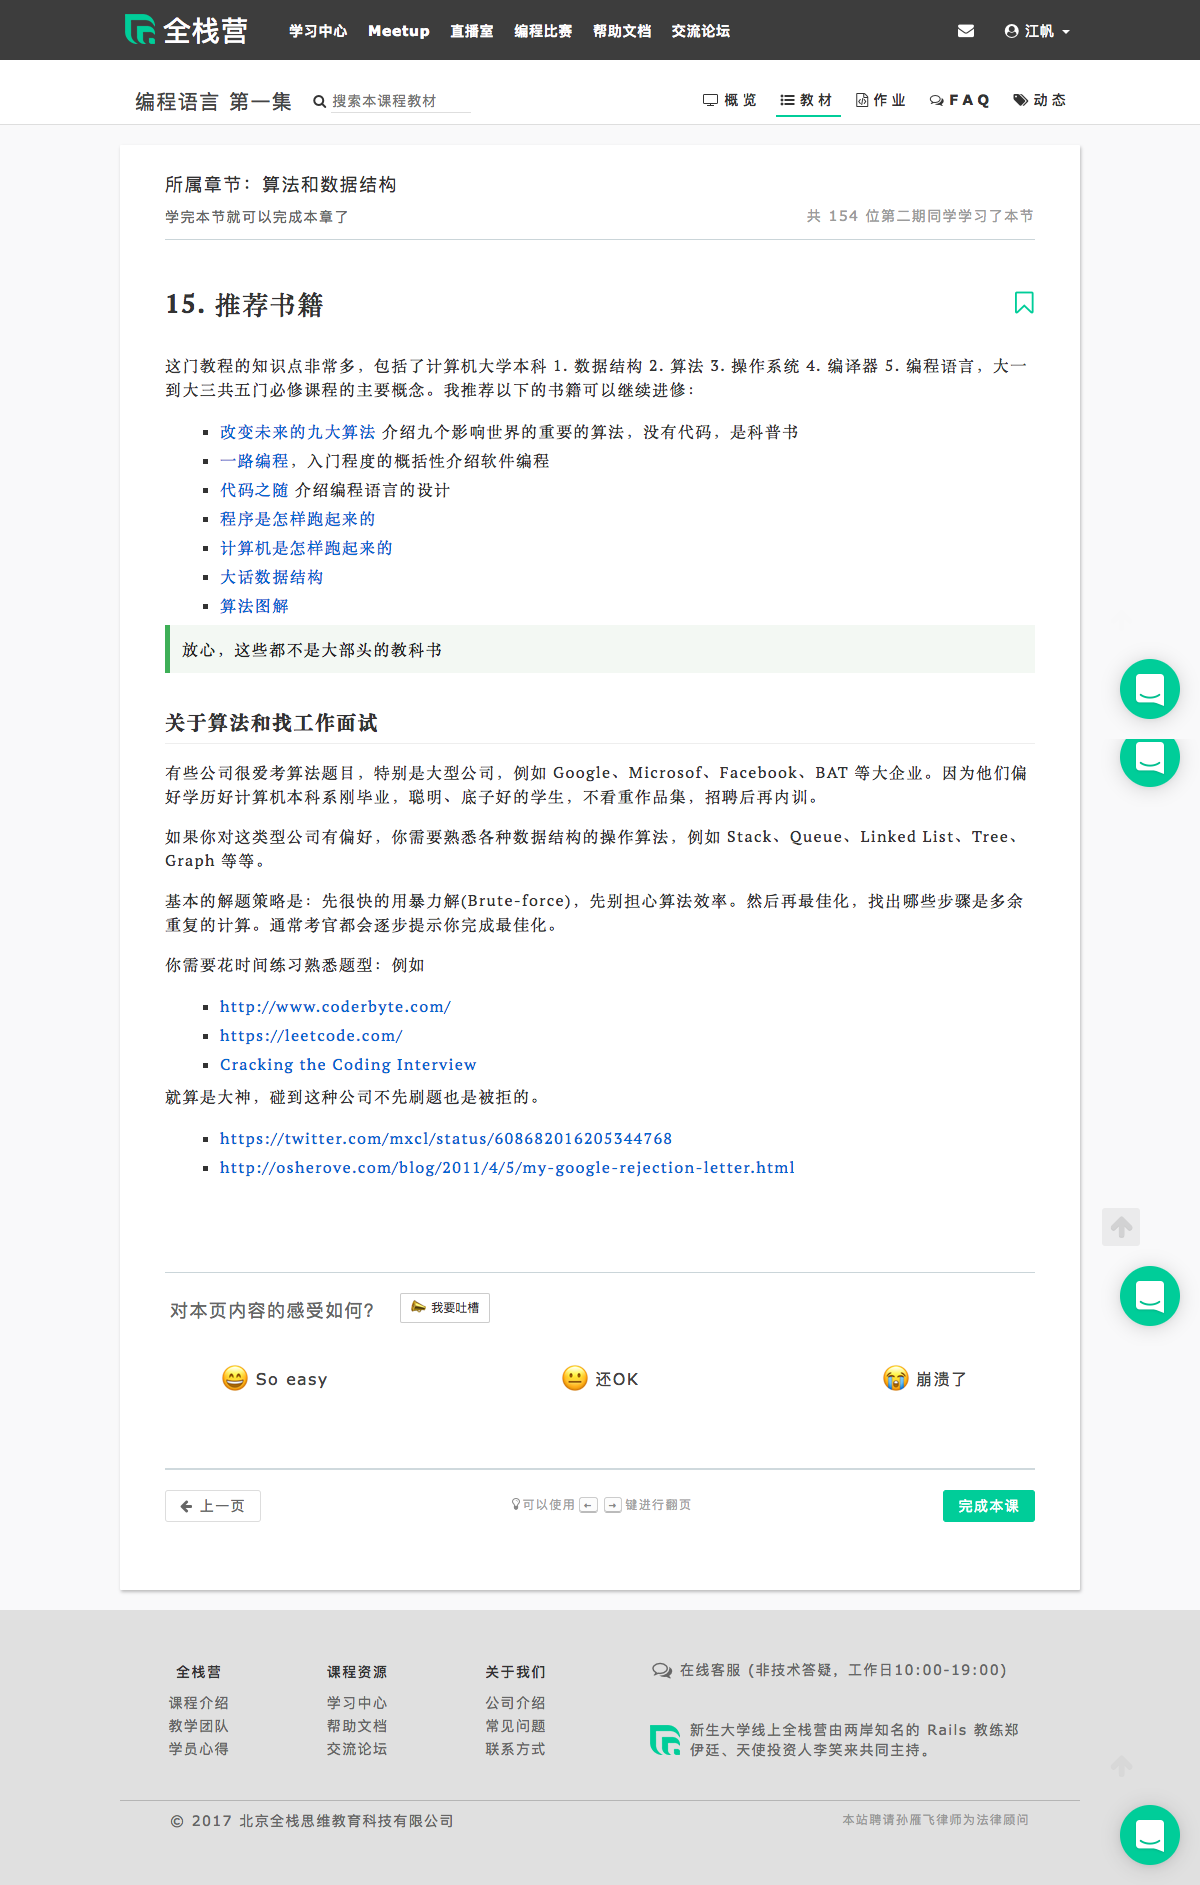 全栈营 学习中心 Meetup 直播室 编程比赛 帮助文档 交流论坛 江帆
编程语言 第一集 搜索本课程教材 概览 教材 作业 FAQ 动态
所属章节：算法和数据结构
学完本节就可以完成本章了 共 154 位第二期同学学习了本节
15. 推荐书籍
这门教程的知识点非常多，包括了计算机大学本科 1. 数据结构 2. 算法 3. 操作系统 4. 编译器 5. 编程语言，大一
到大三共五门必修课程的主要概念。我推荐以下的书籍可以继续进修：
改变未来的九大算法 介绍九个影响世界的重要的算法，没有代码，是科普书
一路编程，入门程度的概括性介绍软件编程
代码之随 介绍编程语言的设计
程序是怎样跑起来的
计算机是怎样跑起来的
大话数据结构
算法图解
放心，这些都不是大部头的教科书
关于算法和找工作面试
有些公司很爱考算法题目，特别是大型公司，例如 Google、Microsof、Facebook、BAT 等大企业。因为他们偏
好学历好计算机本科系刚毕业，聪明、底子好的学生，不看重作品集，招聘后再内训。
如果你对这类型公司有偏好，你需要熟悉各种数据结构的操作算法，例如 Stack、Queue、Linked List、Tree、
Graph 等等。
基本的解题策略是：先很快的用暴力解(Brute-force)，先别担心算法效率。然后再最佳化，找出哪些步骤是多余
重复的计算。通常考官都会逐步提示你完成最佳化。
你需要花时间练习熟悉题型：例如
http://www.coderbyte.com/
https://leetcode.com/
Cracking the Coding Interview
就算是大神，碰到这种公司不先刷题也是被拒的。
https://twitter.com/mxcl/status/608682016205344768
http://osherove.com/blog/2011/4/5/my-google-rejection-letter.html
对本页内容的感受如何? 我要吐槽
So easy 还OK 崩溃了
上一页 可以使用 ← → 键进行翻页 完成本课
全栈营 课程资源 关于我们 在线客服 (非技术答疑，工作日10:00-19:00)
课程介绍 学习中心 公司介绍
教学团队 帮助文档 常见问题 新生大学线上全栈营由两岸知名的 Rails 教练郑
学员心得 交流论坛 联系方式 伊廷、天使投资人李笑来共同主持。
© 2017 北京全栈思维教育科技有限公司 本站聘请孙雁飞律师为法律顾问